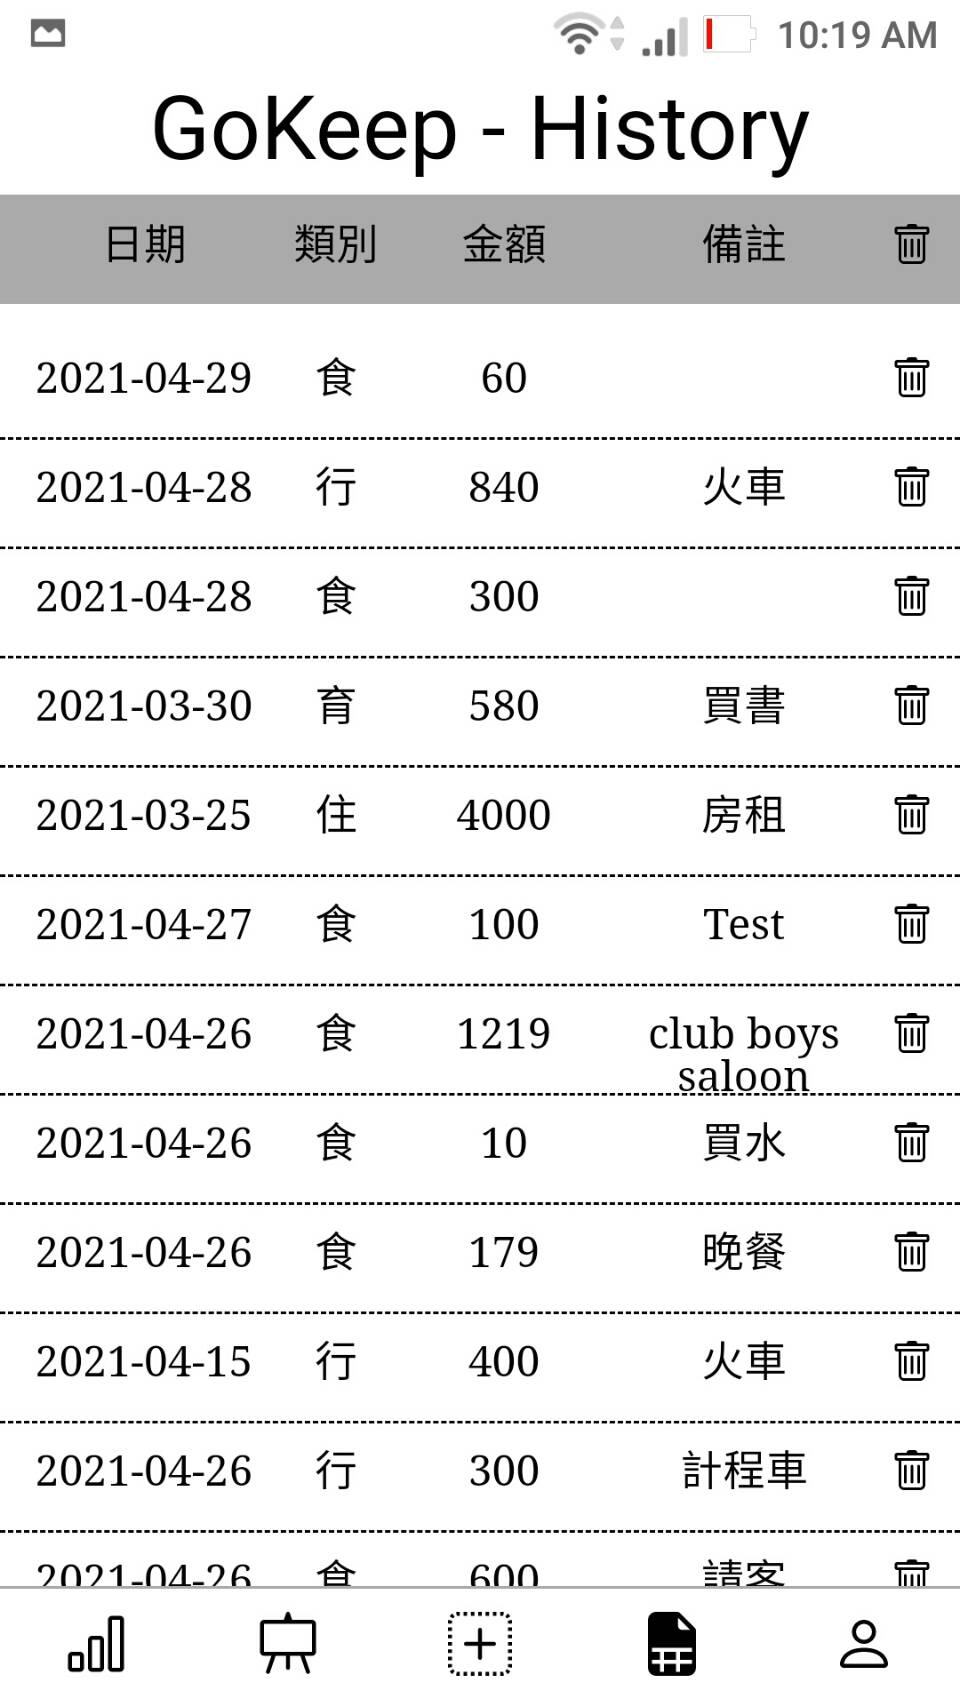 10:19 AM
GoKeep - History
日期 類別 金額 備註
2021-04-29 食 60
2021-04-28 行 840 火車
2021-04-28 食 300
2021-03-30 育 580 買書
2021-03-25 住 4000 房租
2021-04-27 食 100 Test
2021-04-26 食 1219 club boys
saloon
2021-04-26 食 10 買水
2021-04-26 食 179 晚餐
2021-04-15 行 400 火車
2021-04-26 行 300 計程車
2021-04-26 食 600 請客